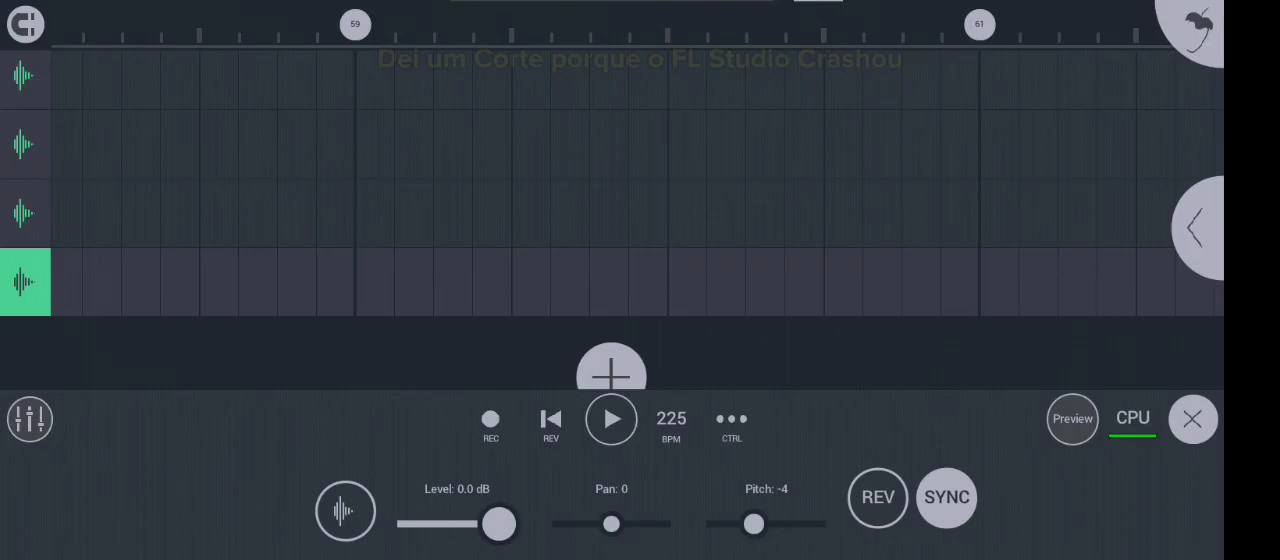 59
61
Dei um Corte porque o FL Studio Crashou
REC
REV
225
BPM
CTRL
Preview
CPU
Level: 0.0 dB
Pan: 0
Pitch: -4
REV
SYNC